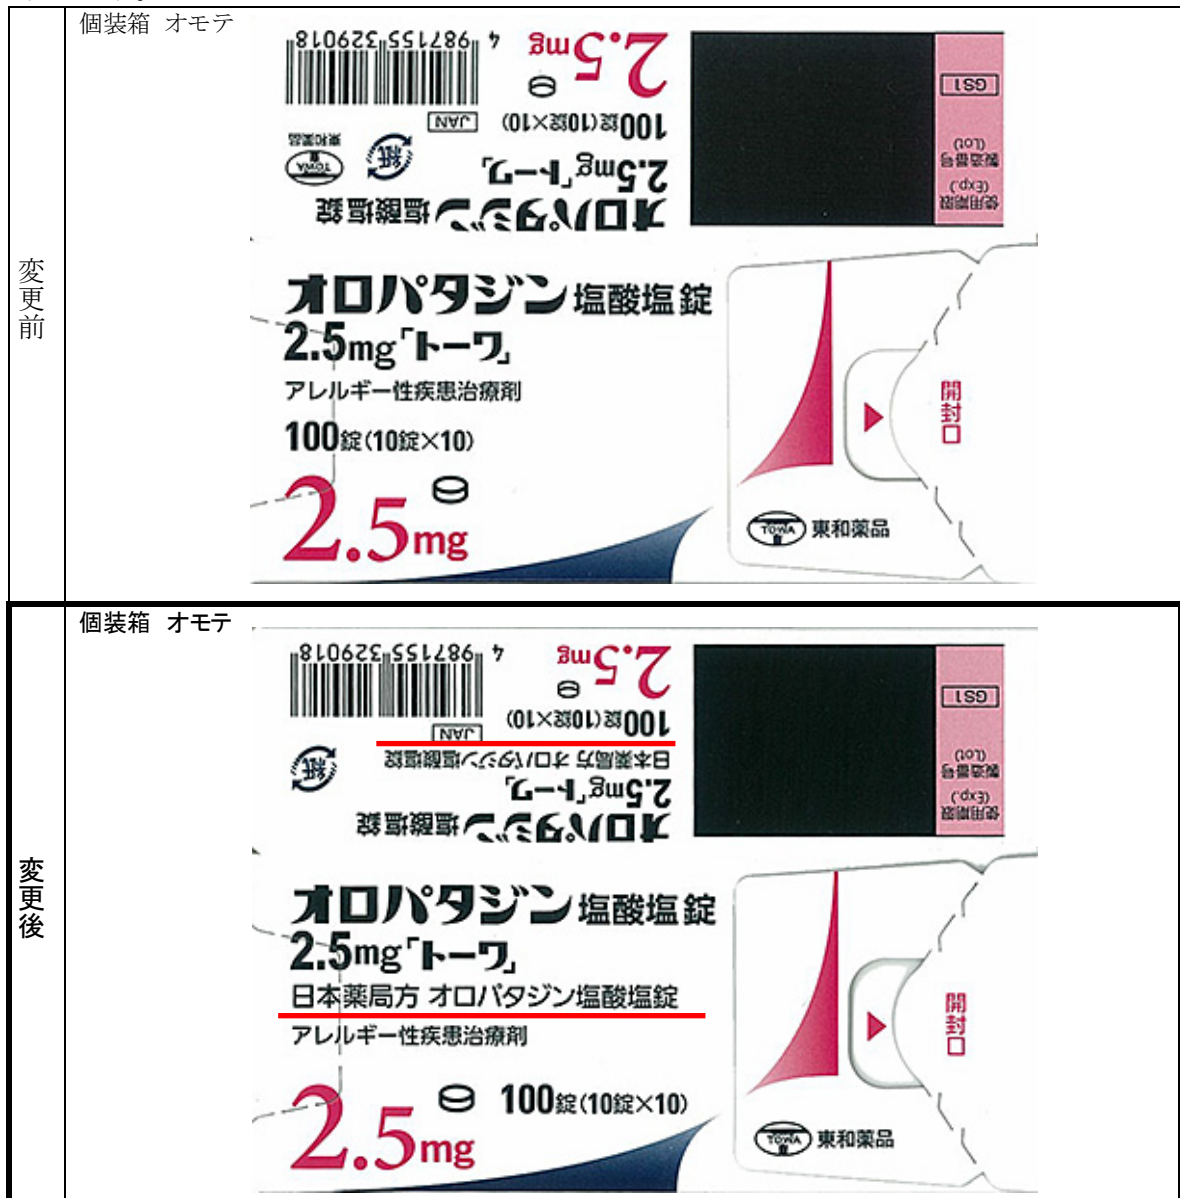 変更前
個装箱 オモテ
4 987155 329018
2.5mg
100錠(10錠×10)
JAN
紙
TOWA
東和薬品
2.5mg「トーワ」
オロパタジン塩酸塩錠
GS1
製造番号
(Lot)
使用期限
(Exp.)
オロパタジン塩酸塩錠
2.5mg「トーワ」
アレルギー性疾患治療剤
100錠(10錠×10)
2.5mg
開封口
TOWA 東和薬品
変更後
個装箱 オモテ
4 987155 329018
2.5mg
100錠(10錠×10)
JAN
日本薬局方 オロパタジン塩酸塩錠
紙
2.5mg「トーワ」
オロパタジン塩酸塩錠
GS1
製造番号
(Lot)
使用期限
(Exp.)
オロパタジン塩酸塩錠
2.5mg「トーワ」
日本薬局方 オロパタジン塩酸塩錠
アレルギー性疾患治療剤
2.5mg
100錠(10錠×10)
開封口
TOWA 東和薬品